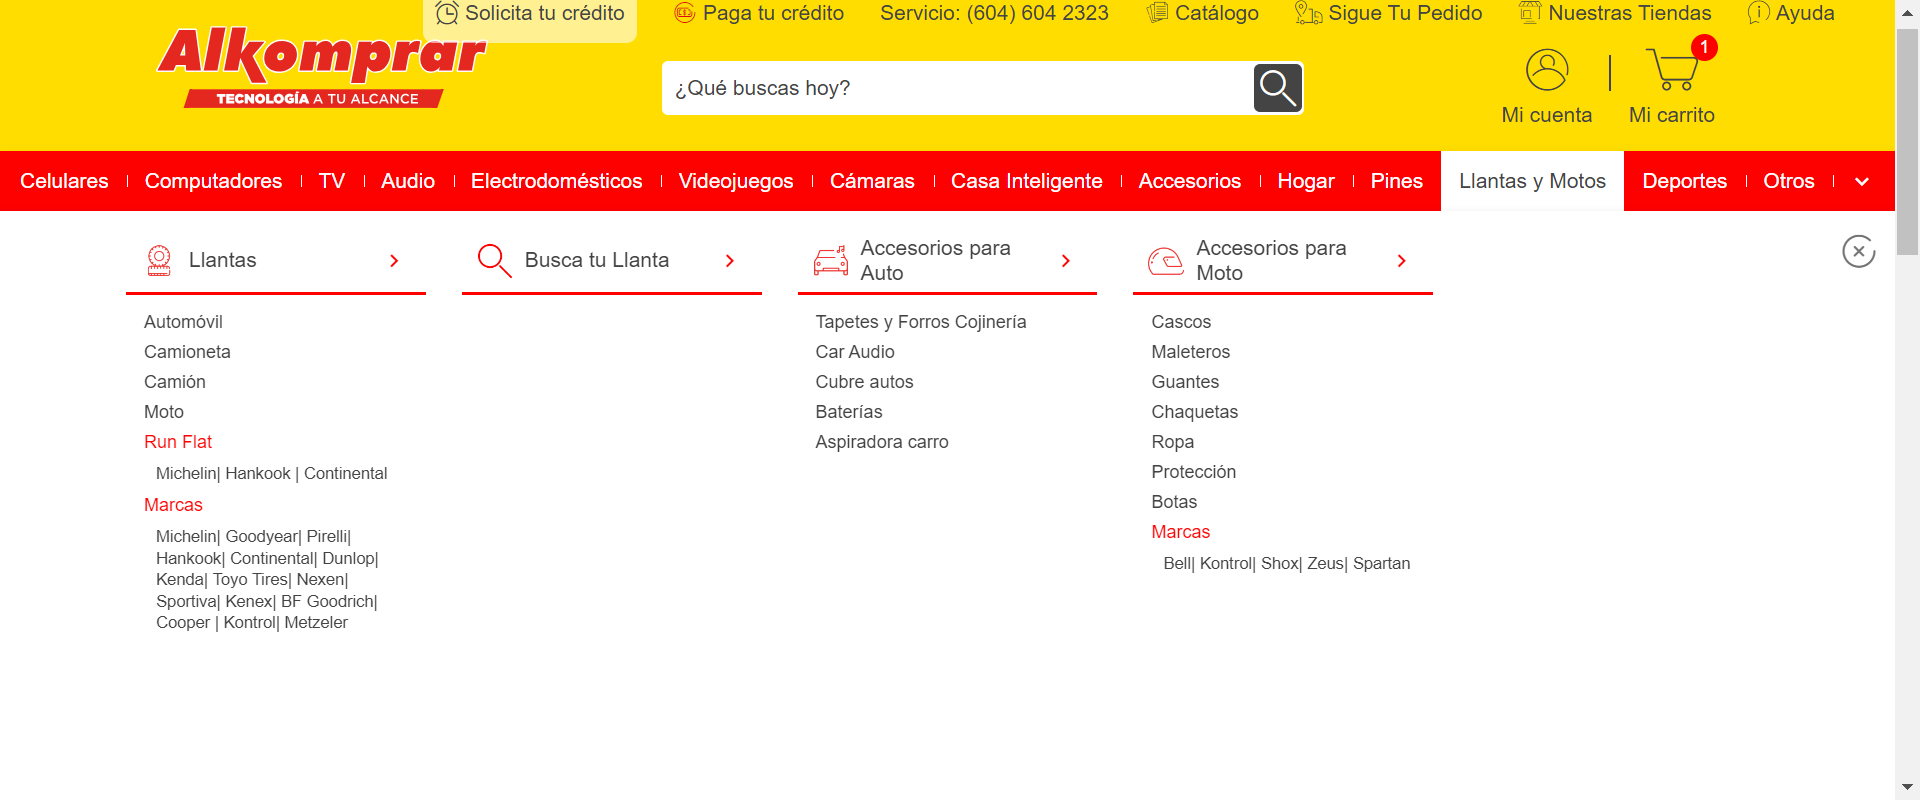 Solicita tu crédito
Paga tu crédito
Servicio: (604) 604 2323
Catálogo
Sigue Tu Pedido
Nuestras Tiendas
Ayuda
Alkomprar
TECNOLOGÍA A TU ALCANCE
¿Qué buscas hoy?
1
Mi cuenta
Mi carrito
Celulares
Computadores
TV
Audio
Electrodomésticos
Videojuegos
Cámaras
Casa Inteligente
Accesorios
Hogar
Pines
Llantas y Motos
Deportes
Otros
Llantas
Automóvil
Camioneta
Camión
Moto
Run Flat
Michelin| Hankook | Continental
Marcas
Michelin| Goodyear| Pirelli|
Hankook| Continental| Dunlop|
Kenda| Toyo Tires| Nexen|
Sportiva| Kenex| BF Goodrich|
Cooper | Kontrol| Metzeler
Busca tu Llanta
Accesorios para
Auto
Tapetes y Forros Cojinería
Car Audio
Cubre autos
Baterías
Aspiradora carro
Accesorios para
Moto
Cascos
Maleteros
Guantes
Chaquetas
Ropa
Protección
Botas
Marcas
Bell| Kontrol| Shox| Zeus| Spartan